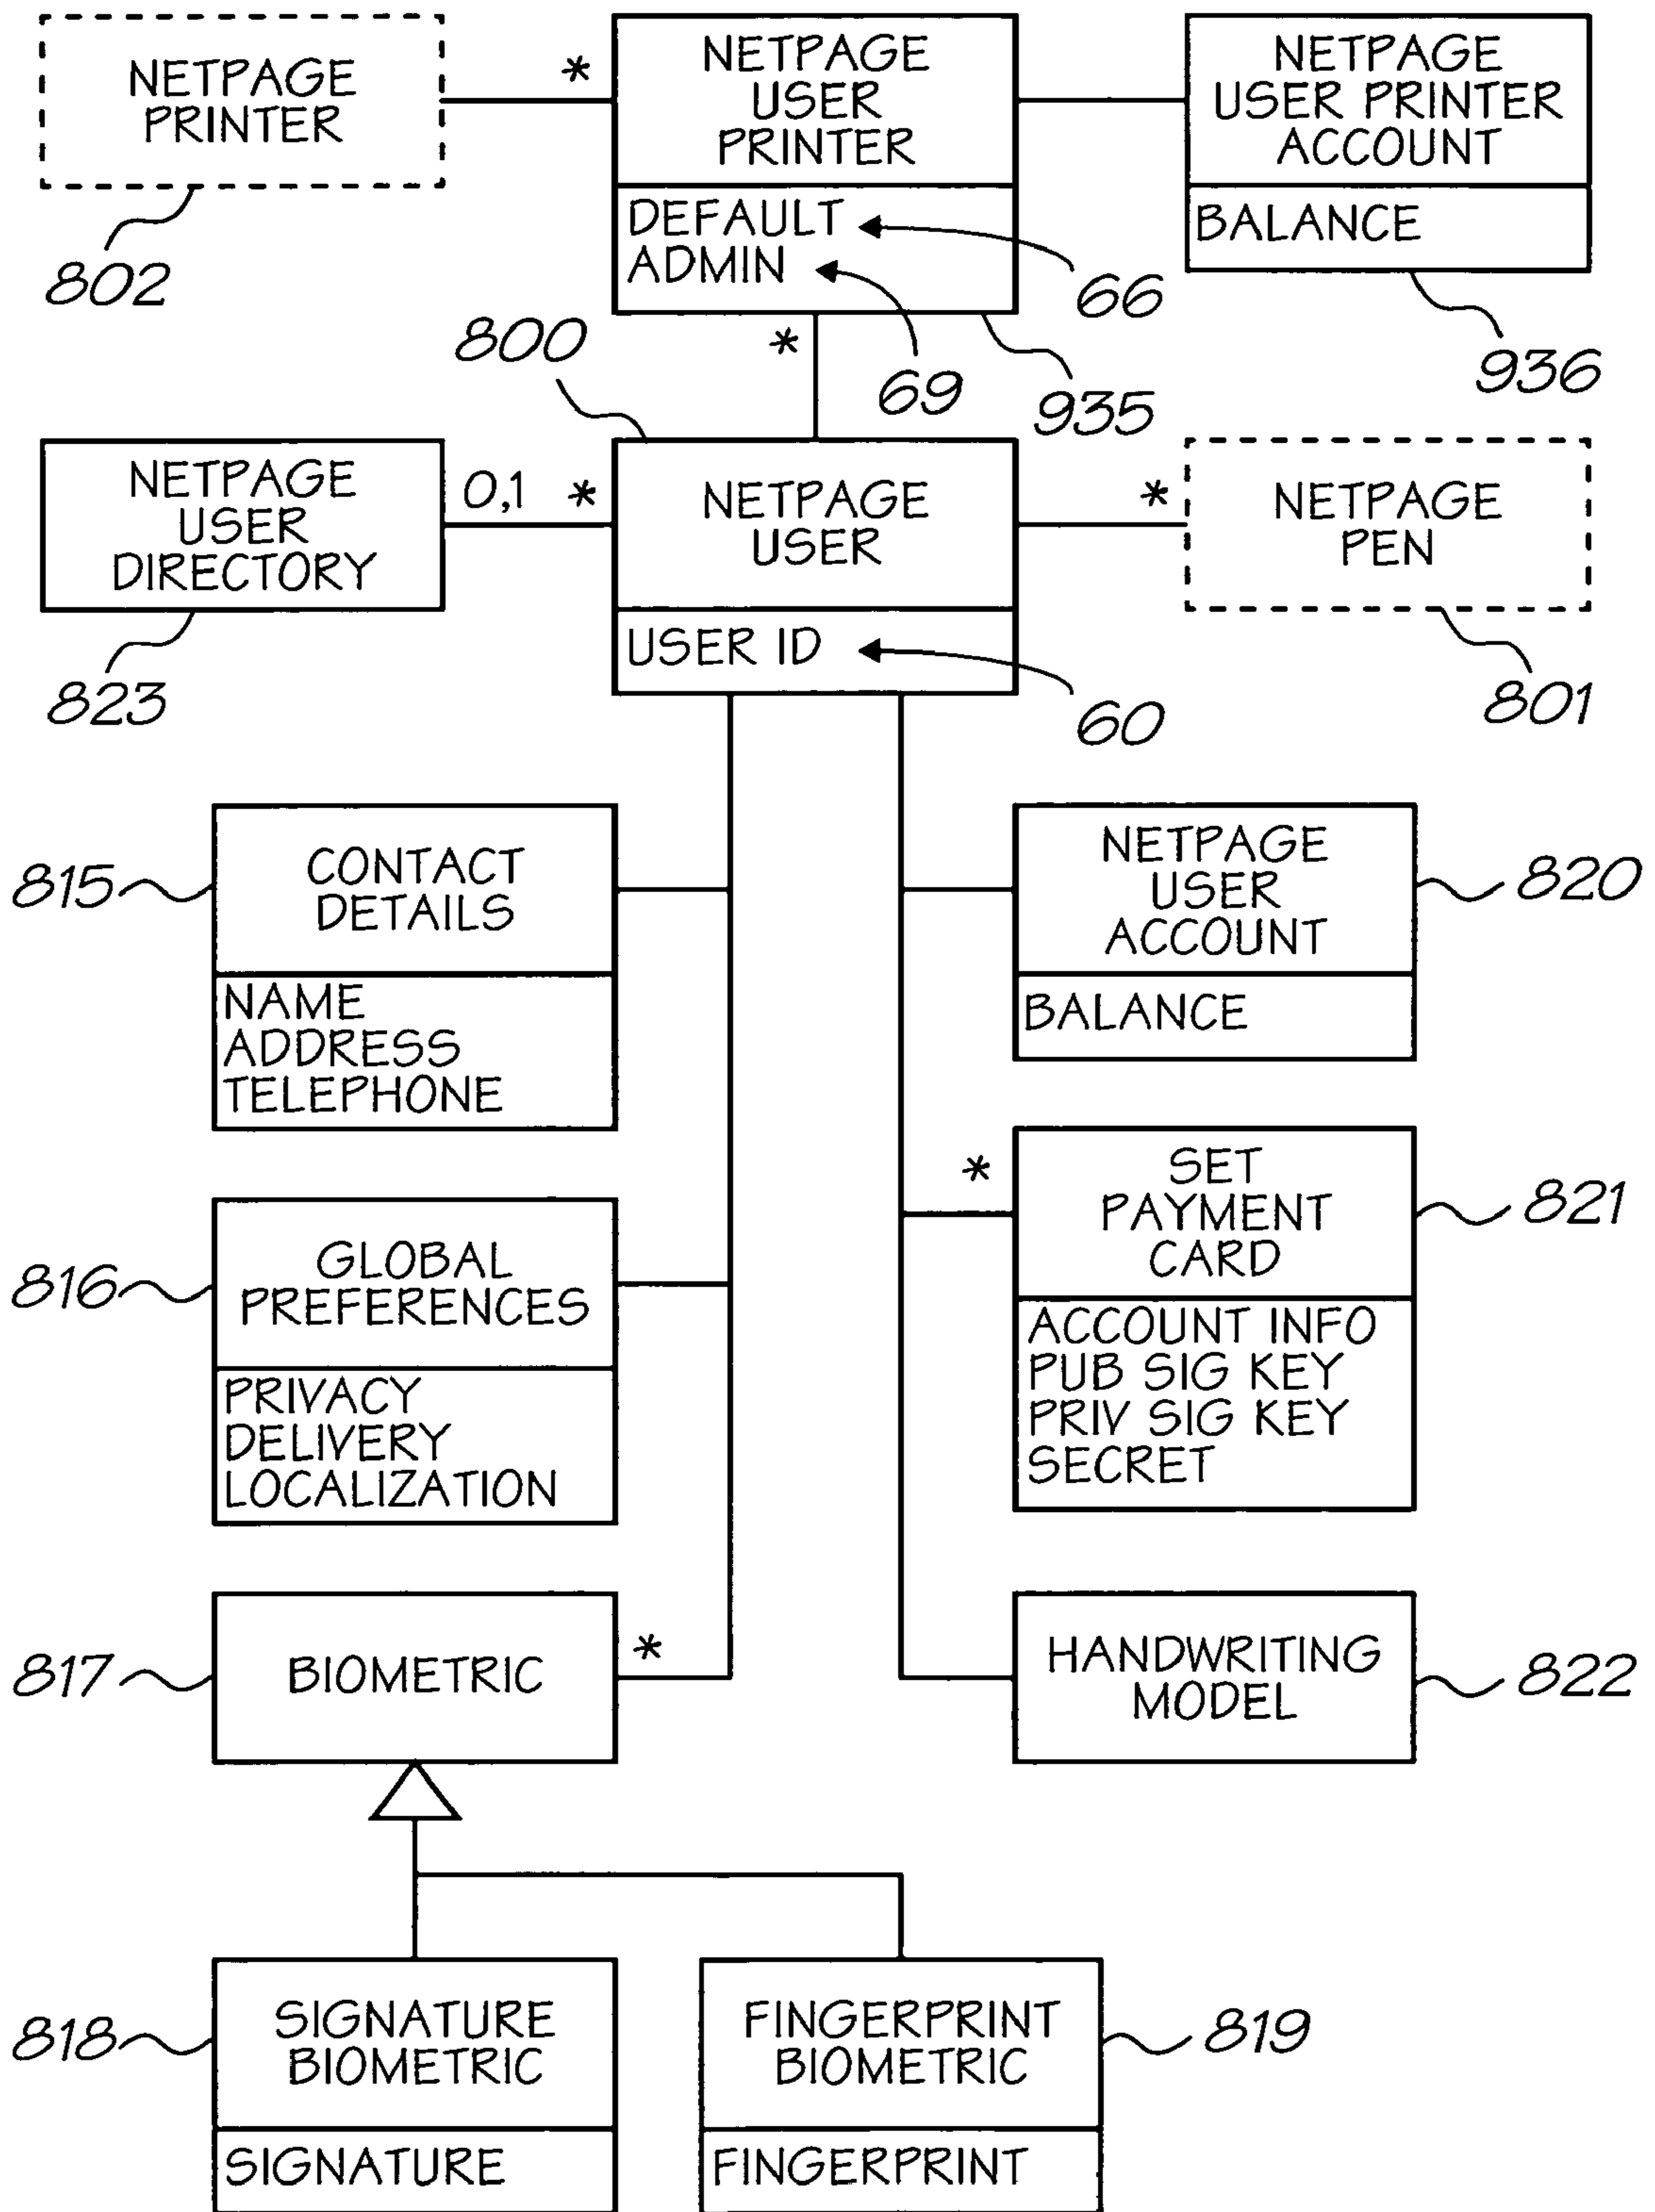 NETPAGE
PRINTER
802
*
NETPAGE
USER
PRINTER
DEFAULT
ADMIN
66
69
935
NETPAGE
USER PRINTER
ACCOUNT
BALANCE
936
*
800
NETPAGE
USER
DIRECTORY
823
0,1 *
NETPAGE
USER
USER ID
60
*
NETPAGE
PEN
801
815
CONTACT
DETAILS
NAME
ADDRESS
TELEPHONE
NETPAGE
USER
ACCOUNT
BALANCE
820
816
GLOBAL
PREFERENCES
PRIVACY
DELIVERY
LOCALIZATION
*
SET
PAYMENT
CARD
ACCOUNT INFO
PUB SIG KEY
PRIV SIG KEY
SECRET
821
817
BIOMETRIC
*
HANDWRITING
MODEL
822
818
SIGNATURE
BIOMETRIC
SIGNATURE
FINGERPRINT
BIOMETRIC
FINGERPRINT
819